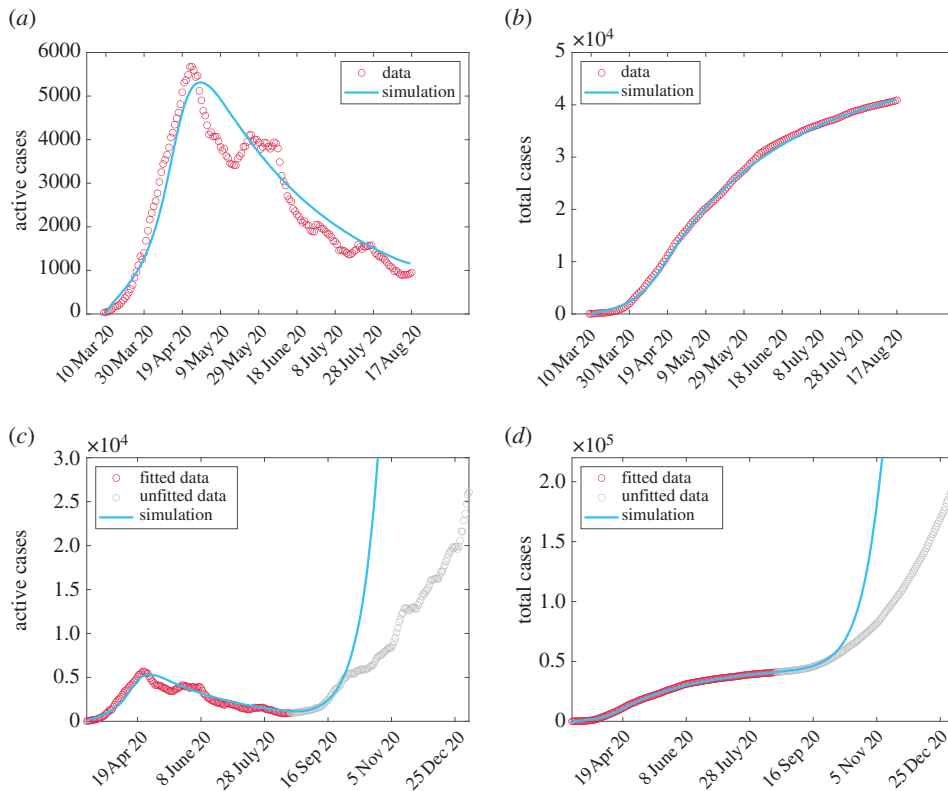 (a)
6000
5000
4000
3000
2000
1000
0
active cases
data
simulation
10 Mar 20
30 Mar 20
19 Apr 20
9 May 20
29 May 20
18 June 20
8 July 20
28 July 20
17 Aug 20
(b)
×10⁴
5
4
3
2
1
0
total cases
data
simulation
10 Mar 20
30 Mar 20
19 Apr 20
9 May 20
29 May 20
18 June 20
8 July 20
28 July 20
17 Aug 20
(c)
×10⁴
3.0
2.5
2.0
1.5
1.0
0.5
0
active cases
fitted data
unfitted data
simulation
19 Apr 20
8 June 20
28 July 20
16 Sep 20
5 Nov 20
25 Dec 20
(d)
×10⁵
2.0
1.5
1.0
0.5
0
total cases
fitted data
unfitted data
simulation
19 Apr 20
8 June 20
28 July 20
16 Sep 20
5 Nov 20
25 Dec 20